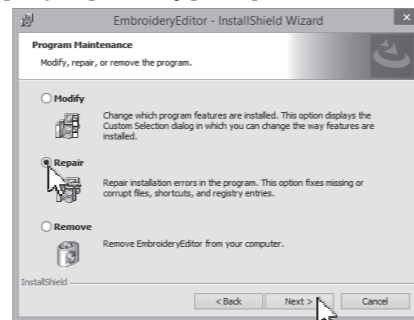 EmbroideryEditor - InstallShield Wizard
Program Maintenance
Modify, repair, or remove the program.
Modify
Change which program features are installed. This option displays the
Custom Selection dialog in which you can change the way features are
installed.
Repair
Repair installation errors in the program. This option fixes missing or
corrupt files, shortcuts, and registry entries.
Remove
Remove EmbroideryEditor from your computer.
InstallShield
< Back
Next >
Cancel